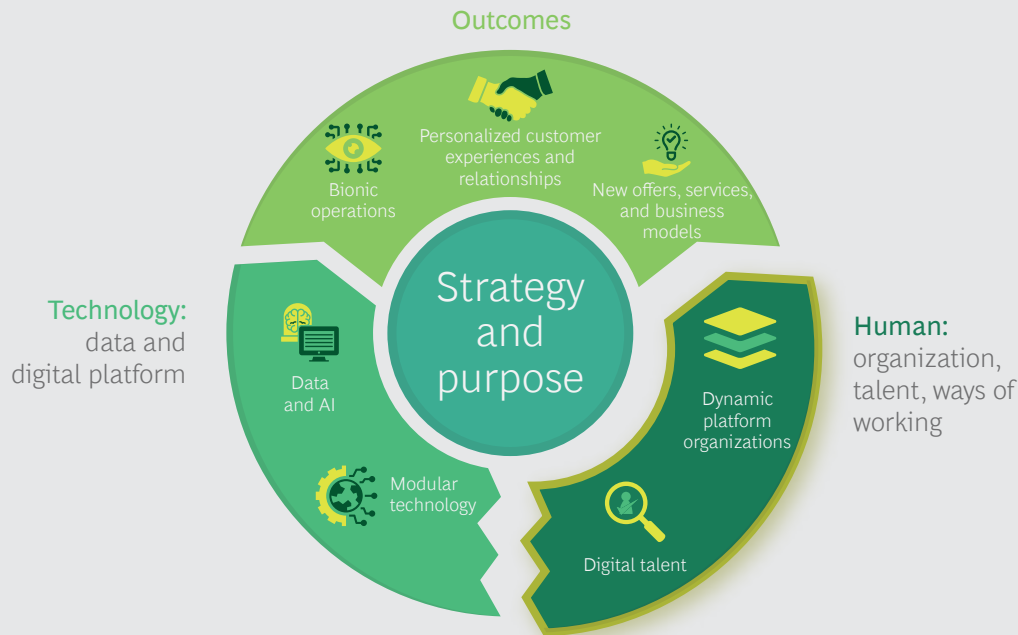 Outcomes
Personalized customer
experiences and
relationships
Bionic
operations
New offers, services,
and business
models
Strategy
and
purpose
Technology:
data and
digital platform
Data
and AI
Modular
technology
Human:
organization,
talent, ways of
working
Dynamic
platform
organizations
Digital talent